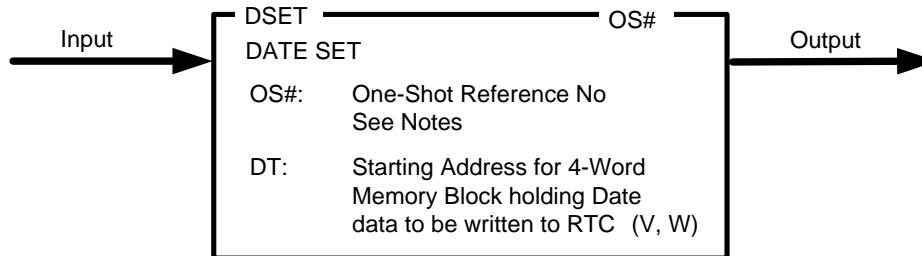 DSET OS#
Input
Output
DATE SET
OS#: One-Shot Reference No
See Notes
DT: Starting Address for 4-Word
Memory Block holding Date
data to be written to RTC (V, W)